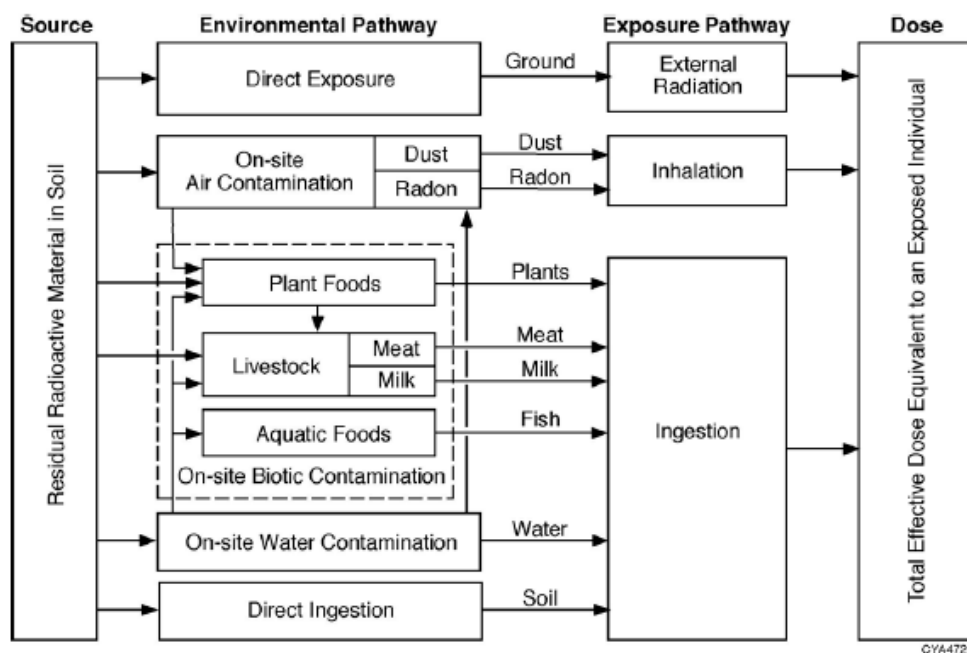 Source
Environmental Pathway
Exposure Pathway
Dose
Residual Radioactive Material in Soil
Direct Exposure
Ground
External
Radiation
On-site
Air Contamination
Dust
Radon
Dust
Radon
Inhalation
Plant Foods
Plants
Livestock
Meat
Milk
Meat
Milk
Aquatic Foods
Fish
On-site Biotic Contamination
Ingestion
On-site Water Contamination
Water
Direct Ingestion
Soil
Total Effective Dose Equivalent to an Exposed Individual
CYA472